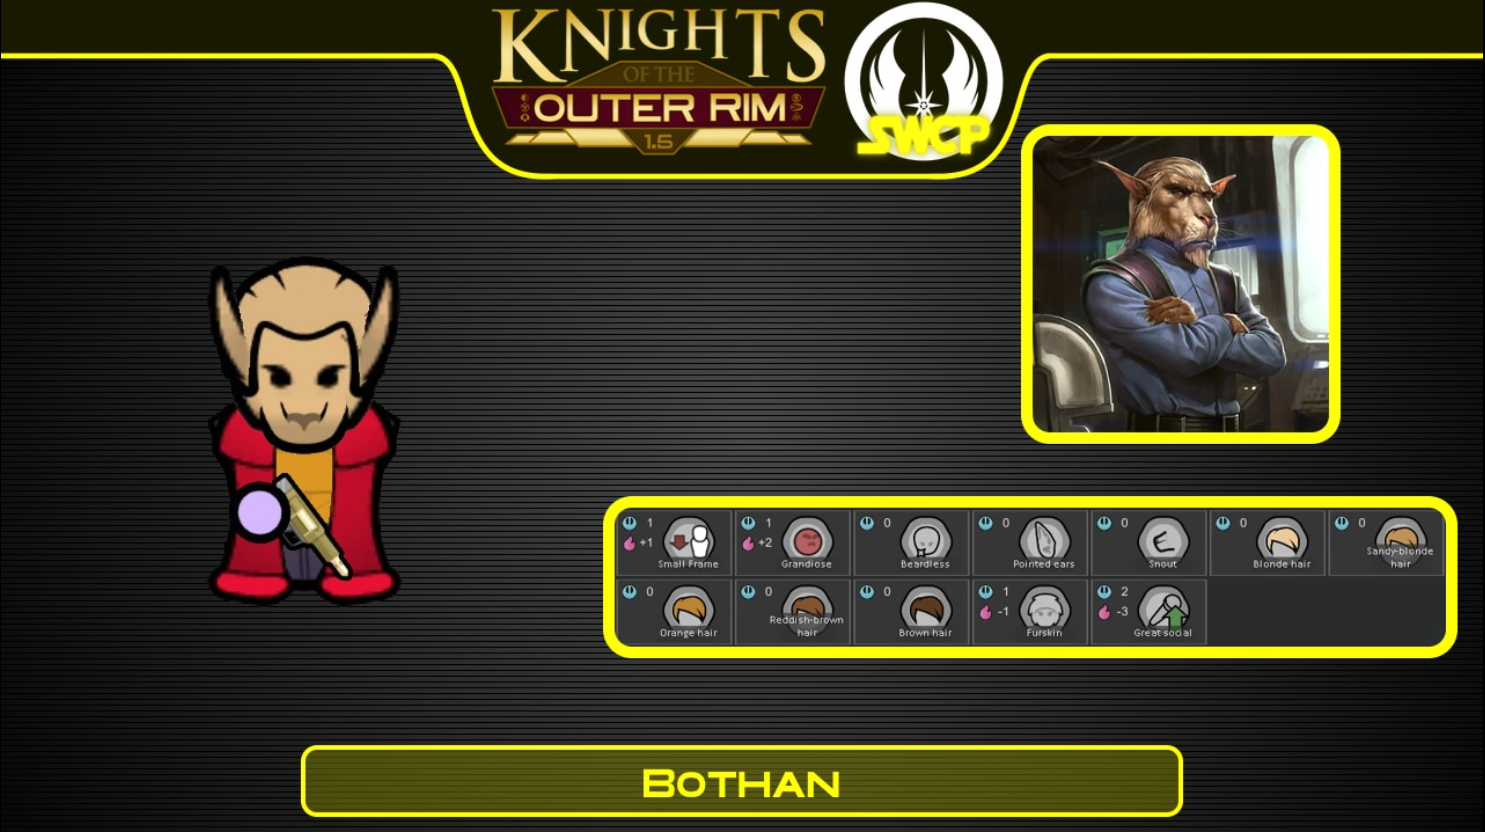 KNIGHTS
OF THE
OUTER RIM
1.5
SWCP
1
+1
Small Frame
1
+2
Grandiose
0
Beardless
0
Pointed ears
0
Snout
0
Blonde hair
0
Sandy-blonde
hair
0
Orange hair
0
Reddish-brown
hair
0
Brown hair
1
-1
Furskin
2
-3
Great social
BOTHAN